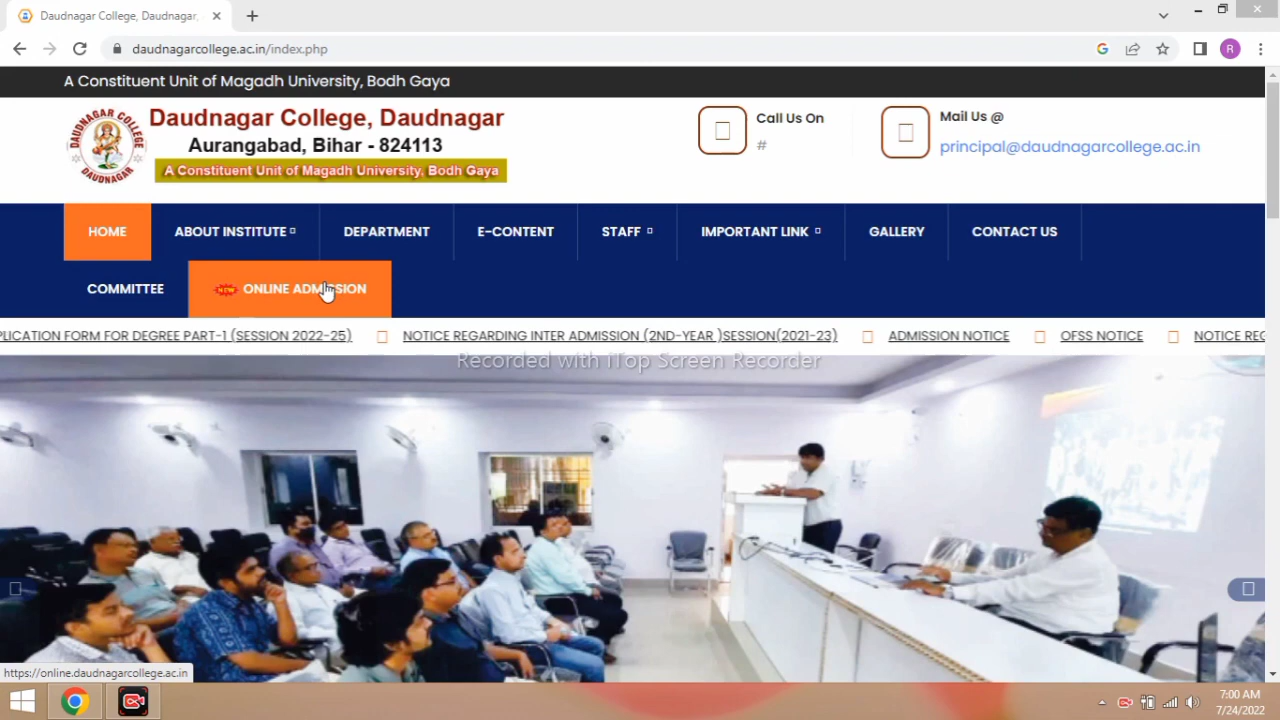 Daudnagar College, Daudnagar,
daudnagarcollege.ac.in/index.php
R
A Constituent Unit of Magadh University, Bodh Gaya
DAUDNAGAR COLLEGE
DAUDNAGAR
Daudnagar College, Daudnagar
Aurangabad, Bihar - 824113
A Constituent Unit of Magadh University, Bodh Gaya
Call Us On
#
Mail Us @
principal@daudnagarcollege.ac.in
HOME ABOUT INSTITUTE DEPARTMENT E-CONTENT STAFF IMPORTANT LINK GALLERY CONTACT US
COMMITTEE NEW ONLINE ADMISSION
PLICATION FORM FOR DEGREE PART-1 (SESSION 2022-25) NOTICE REGARDING INTER ADMISSION (2ND-YEAR )SESSION(2021-23) ADMISSION NOTICE OFSS NOTICE NOTICE REG
Recorded with iTop Screen Recorder
https://online.daudnagarcollege.ac.in
7:00 AM
7/24/2022